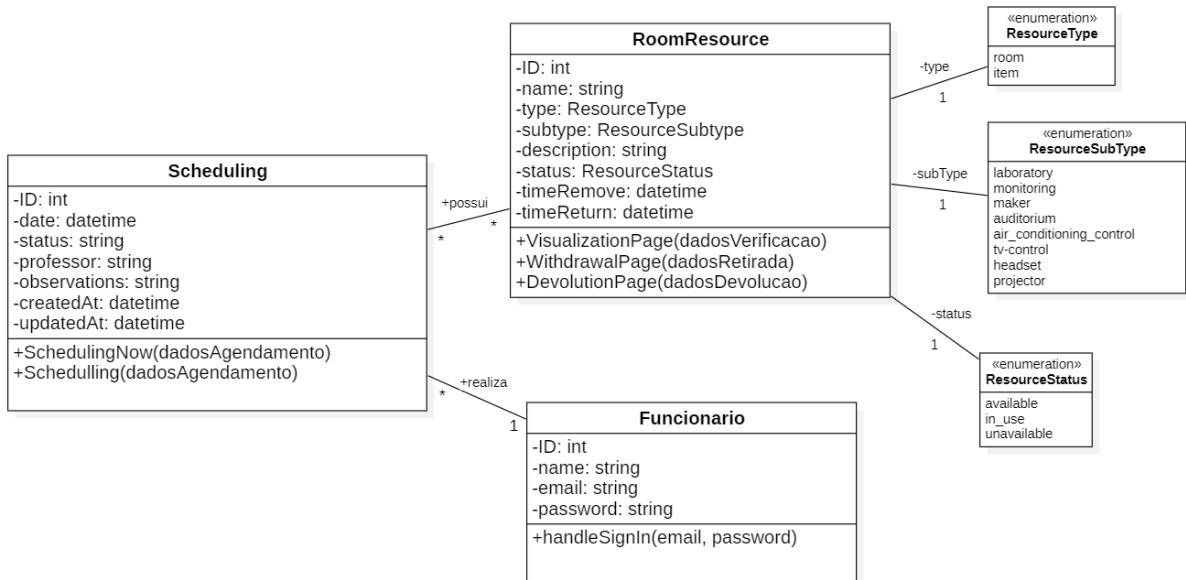 Scheduling
-ID: int
-date: datetime
-status: string
-professor: string
-observations: string
-createdAt: datetime
-updatedAt: datetime
+SchedulingNow(dadosAgendamento)
+Schedulling(dadosAgendamento)
+possui
*
*
RoomResource
-ID: int
-name: string
-type: ResourceType
-subtype: ResourceSubtype
-description: string
-status: ResourceStatus
-timeRemove: datetime
-timeReturn: datetime
+VisualizationPage(dadosVerificacao)
+WithdrawalPage(dadosRetirada)
+DevolutionPage(dadosDevolucao)
-type
1
«enumeration»
ResourceType
room
item
-subType
1
«enumeration»
ResourceSubType
laboratory
monitoring
maker
auditorium
air_conditioning_control
tv-control
headset
projector
-status
1
«enumeration»
ResourceStatus
available
in_use
unavailable
+realiza
*
1
Funcionario
-ID: int
-name: string
-email: string
-password: string
+handleSignIn(email, password)